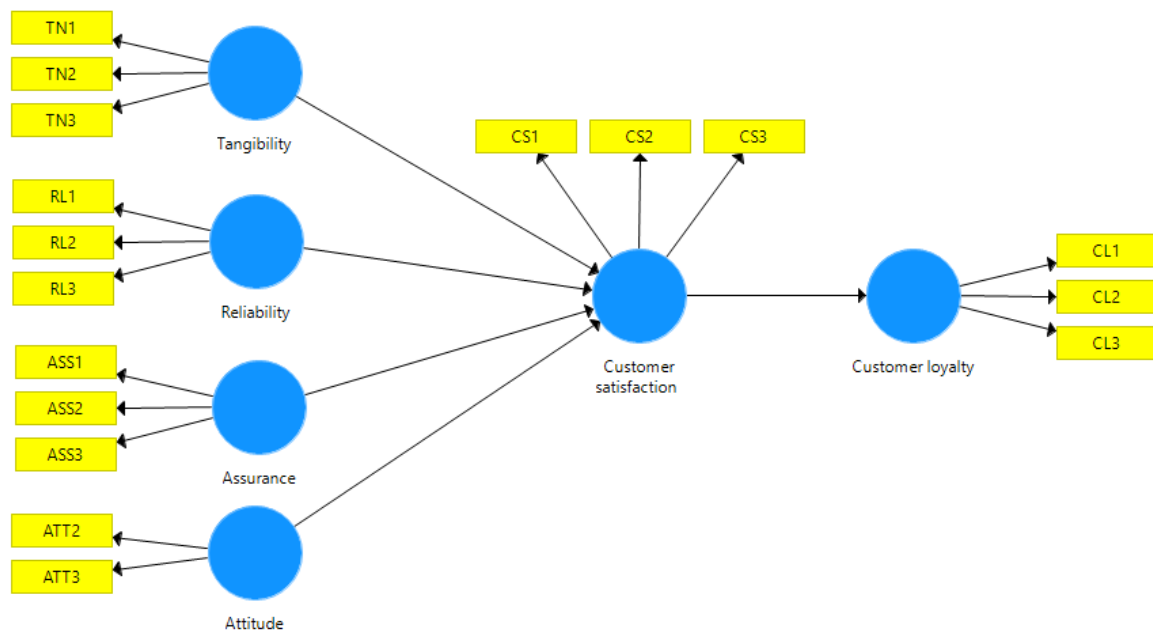 TN1
TN2
TN3
Tangibility
RL1
RL2
RL3
Reliability
ASS1
ASS2
ASS3
Assurance
ATT2
ATT3
Attitude
CS1
CS2
CS3
Customer
satisfaction
Customer loyalty
CL1
CL2
CL3